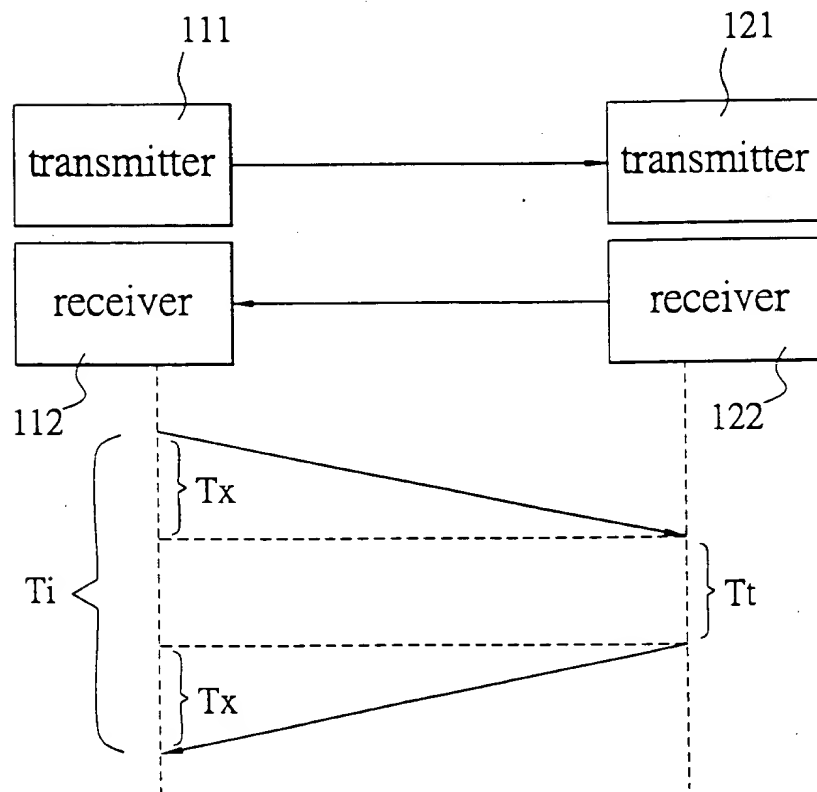 111
121
transmitter
transmitter
receiver
receiver
112
122
Tx
Ti
Tt
Tx